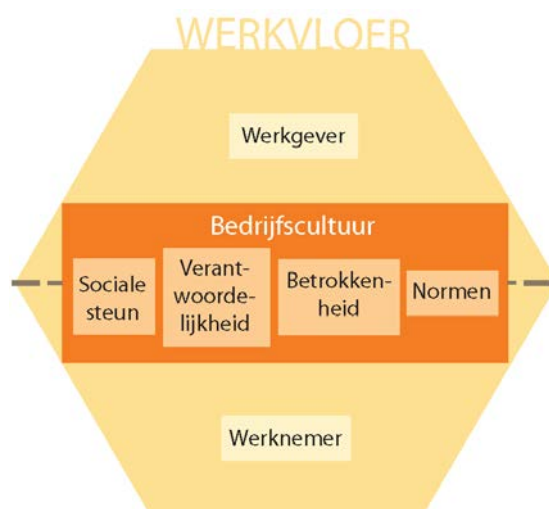 WERKVLOER
Werkgever
Bedrijfscultuur
Sociale
steun
Verant-
woorde-
lijkheid
Betrokken-
heid
Normen
Werknemer